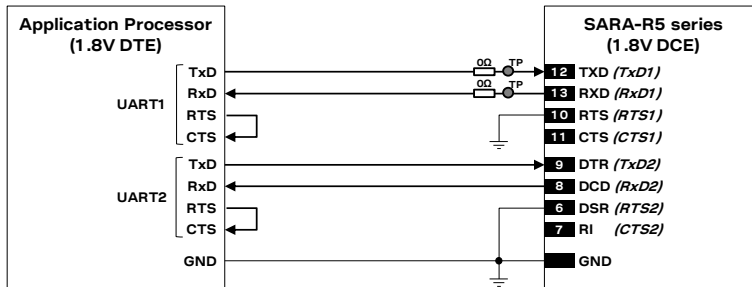 Application Processor
(1.8V DTE)
SARA-R5 series
(1.8V DCE)
UART1
TxD
0Ω
TP
12 TXD (TxD1)
RxD
0Ω
TP
13 RXD (RxD1)
RTS
10 RTS (RTS1)
CTS
11 CTS (CTS1)
UART2
TxD
9 DTR (TxD2)
RxD
8 DCD (RxD2)
RTS
6 DSR (RTS2)
CTS
7 RI (CTS2)
GND
GND